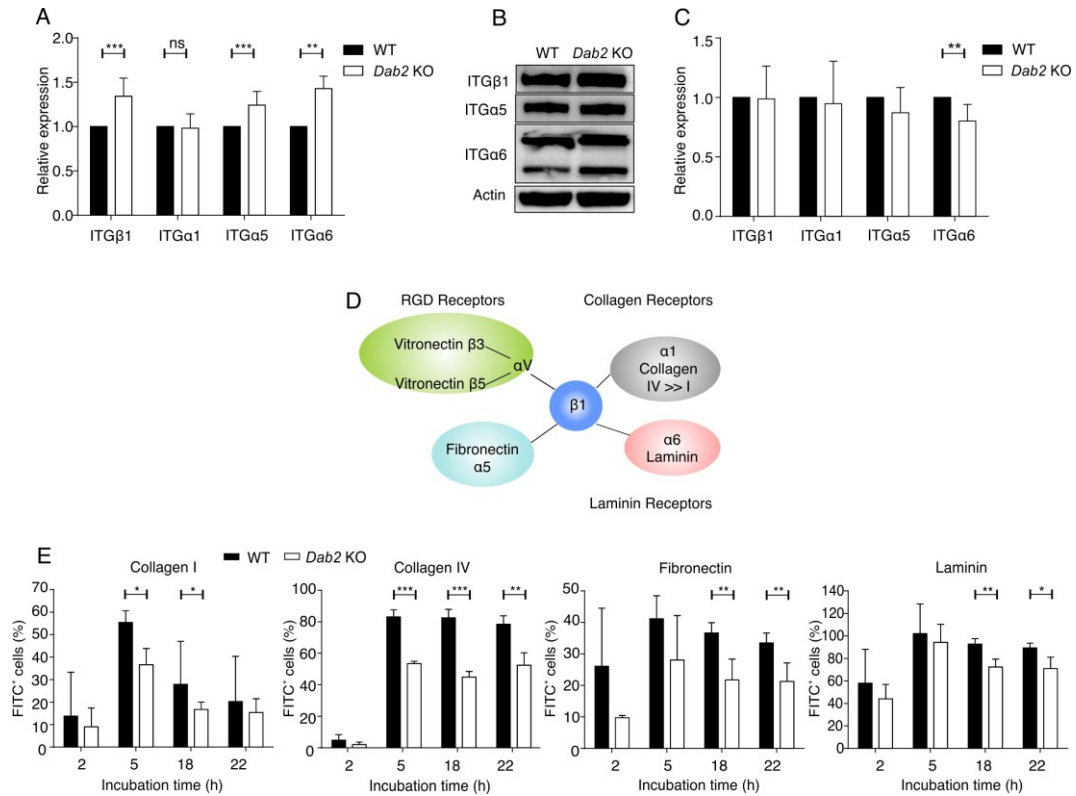 A
2.0
1.5
1.0
0.5
0.0
Relative expression
*** ns *** **
WT
Dab2 KO
ITGβ1 ITGα1 ITGα5 ITGα6
B
WT Dab2 KO
ITGβ1
ITGα5
ITGα6
Actin
C
1.5
1.0
0.5
0.0
Relative expression
**
WT
Dab2 KO
ITGβ1 ITGα1 ITGα5 ITGα6
D
RGD Receptors
Collagen Receptors
Vitronectin β3
αV
Vitronectin β5
α1
Collagen
IV >> I
β1
Fibronectin
α5
α6
Laminin
Laminin Receptors
E
WT Dab2 KO
Collagen I
70
60
50
40
30
20
10
0
FITC+ cells (%)
* *
2 5 18 22
Incubation time (h)
Collagen IV
100
80
60
40
20
0
FITC+ cells (%)
*** *** **
2 5 18 22
Incubation time (h)
Fibronectin
50
40
30
20
10
0
FITC+ cells (%)
** **
2 5 18 22
Incubation time (h)
Laminin
140
120
100
80
60
40
20
0
FITC+ cells (%)
** *
2 5 18 22
Incubation time (h)